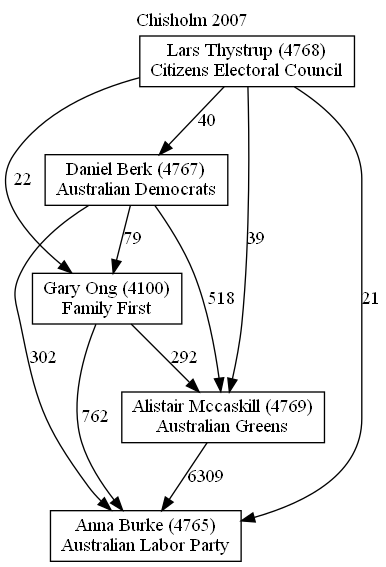 Chisholm 2007
Lars Thystrup (4768)
Citizens Electoral Council
40
Daniel Berk (4767)
Australian Democrats
22
79
39
21
Gary Ong (4100)
Family First
518
302
292
762
Alistair Mccaskill (4769)
Australian Greens
6309
Anna Burke (4765)
Australian Labor Party